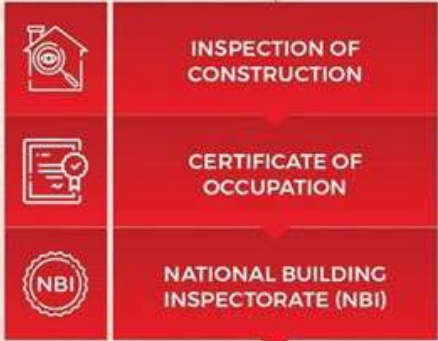 INSPECTION OF
CONSTRUCTION
CERTIFICATE OF
OCCUPATION
NBI
NATIONAL BUILDING
INSPECTORATE (NBI)